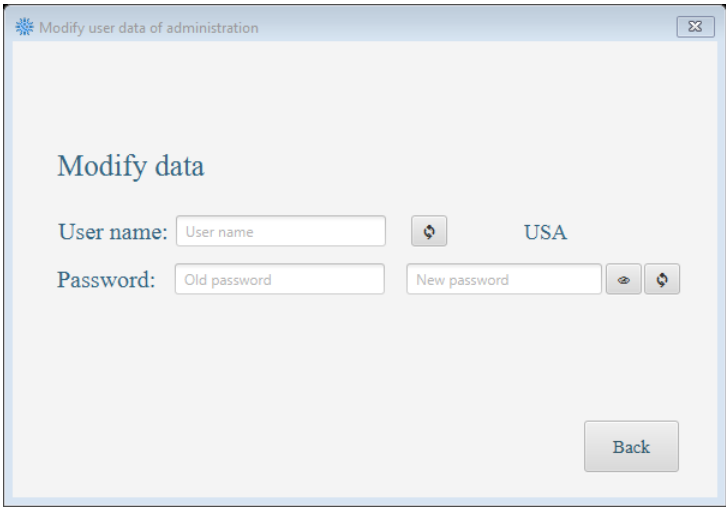 Modify user data of administration
Modify data
User name: User name USA
Password: Old password New password
Back